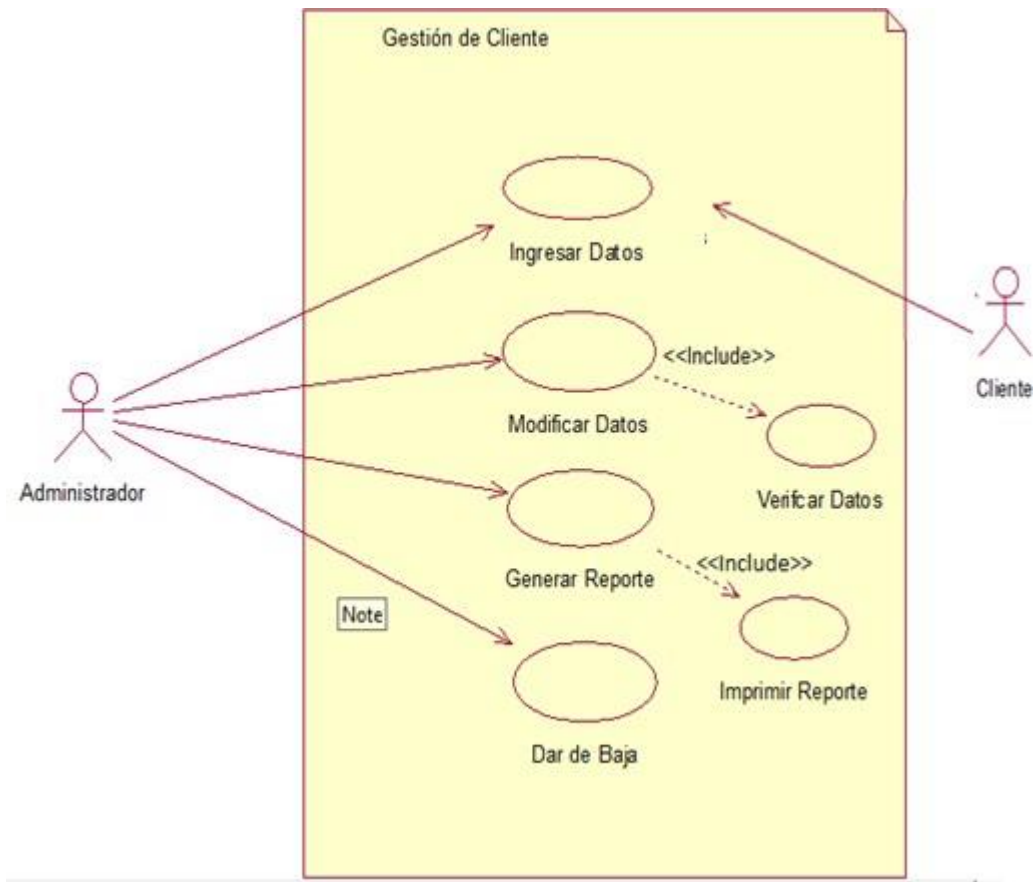 Gestión de Cliente
Ingresar Datos
<<Include>>
Modificar Datos
Cliente
Administrador
Verifcar Datos
<<Include>>
Generar Reporte
Note
Imprimir Reporte
Dar de Baja